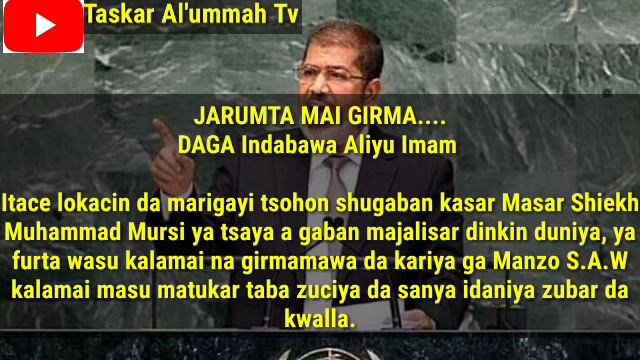 Taskar Al'ummah Tv
JARUMTA MAI GIRMA....
DAGA Indabawa Aliyu Imam
Itace lokacin da marigayi tsohon shugaban kasar Masar Shiekh
Muhammad Mursi ya tsaya a gaban majalisar dinkin duniya, ya
furta wasu kalamai na girmamawa da kariya ga Manzo S.A.W
kalamai masu matukar taba zuciya da sanya idaniya zubar da
kwalla.